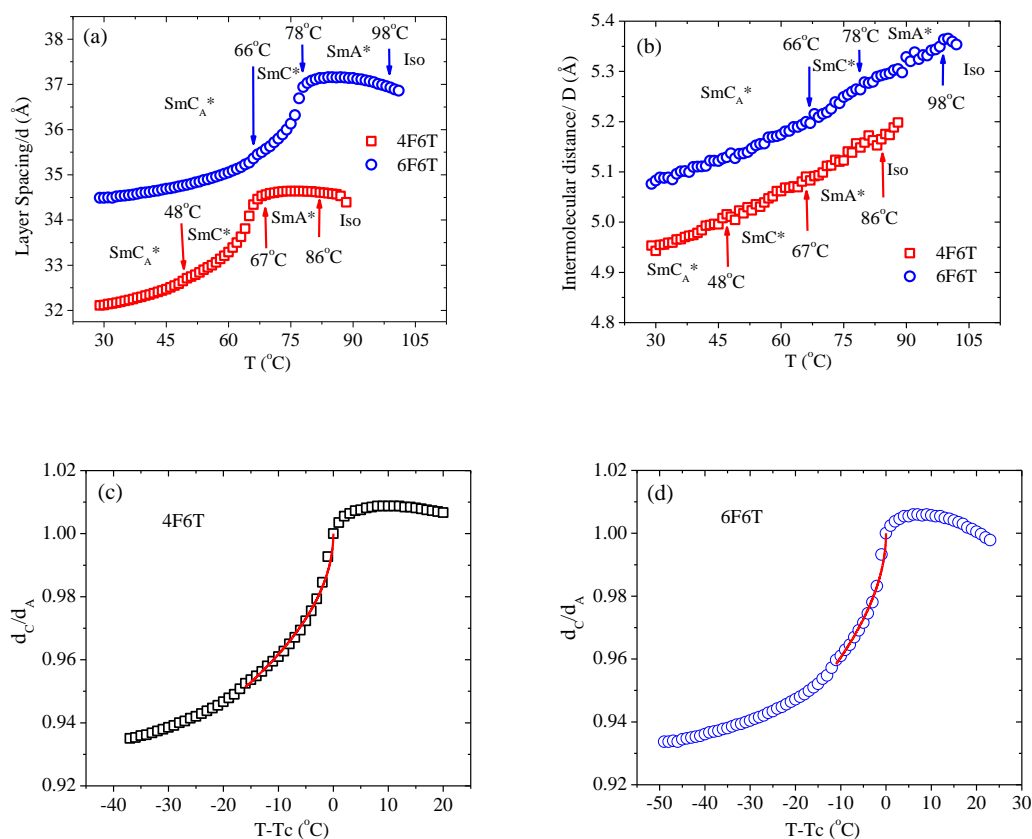 (a)
38
37
36
35
34
33
32
30
45
60
75
90
105
Layer Spacing/d (Å)
T (°C)
66°C
78°C
98°C
SmA*
Iso
SmC*
SmC_A*
4F6T
6F6T
48°C
SmC*
SmA*
Iso
SmC_A*
67°C
86°C
(b)
5.4
5.3
5.2
5.1
5.0
4.9
4.8
30
45
60
75
90
105
Intermolecular distance/ D (Å)
T (°C)
66°C
78°C
SmA*
SmC*
SmC_A*
Iso
98°C
Iso
SmA*
86°C
67°C
SmC*
SmC_A*
48°C
4F6T
6F6T
(c)
4F6T
1.02
1.00
0.98
0.96
0.94
0.92
-40
-30
-20
-10
0
10
20
d_C/d_A
T-Tc (°C)
(d)
6F6T
1.02
1.00
0.98
0.96
0.94
0.92
-50
-40
-30
-20
-10
0
10
20
30
d_C/d_A
T-Tc (°C)